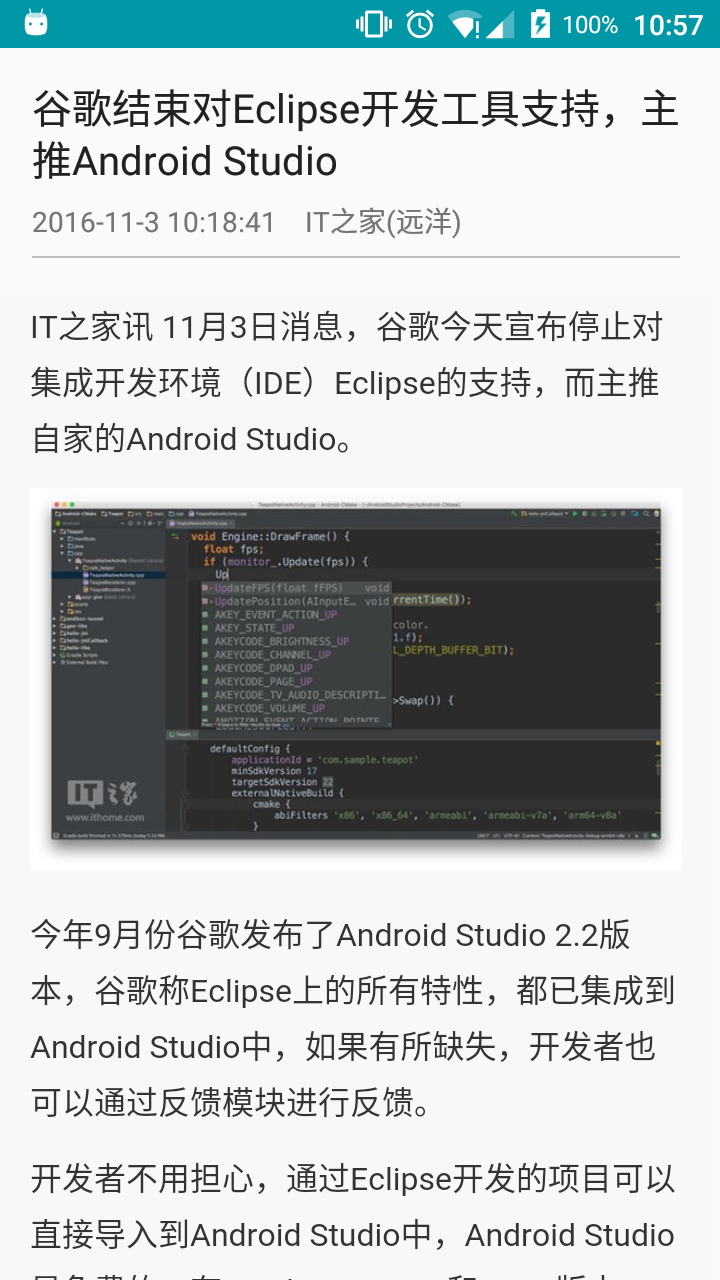 100% 10:57
谷歌结束对Eclipse开发工具支持，主
推Android Studio
2016-11-3 10:18:41 IT之家(远洋)
IT之家讯 11月3日消息，谷歌今天宣布停止对
集成开发环境（IDE）Eclipse的支持，而主推
自家的Android Studio。
void Engine::DrawFrame() {
float fps;
if (monitor_.Update(fps)) {
Up
UpdateFPS(float fFPS) void
UpdatePosition(AInputE… void rrentTime());
AKEY_EVENT_ACTION_UP
AKEY_STATE_UP color.
AKEYCODE_BRIGHTNESS_UP 1.f);
AKEYCODE_CHANNEL_UP L_DEPTH_BUFFER_BIT);
AKEYCODE_DPAD_UP
AKEYCODE_PAGE_UP
AKEYCODE_TV_AUDIO_DESCRIPTI…
AKEYCODE_VOLUME_UP >Swap()) {
defaultConfig {
applicationId = 'com.sample.teapot'
minSdkVersion 17
targetSdkVersion 22
externalNativeBuild {
cmake {
abiFilters 'x86', 'x86_64', 'armeabi', 'armeabi-v7a', 'arm64-v8a'
}
IT之家
www.ithome.com
今年9月份谷歌发布了Android Studio 2.2版
本，谷歌称Eclipse上的所有特性，都已集成到
Android Studio中，如果有所缺失，开发者也
可以通过反馈模块进行反馈。
开发者不用担心，通过Eclipse开发的项目可以
直接导入到Android Studio中，Android Studio